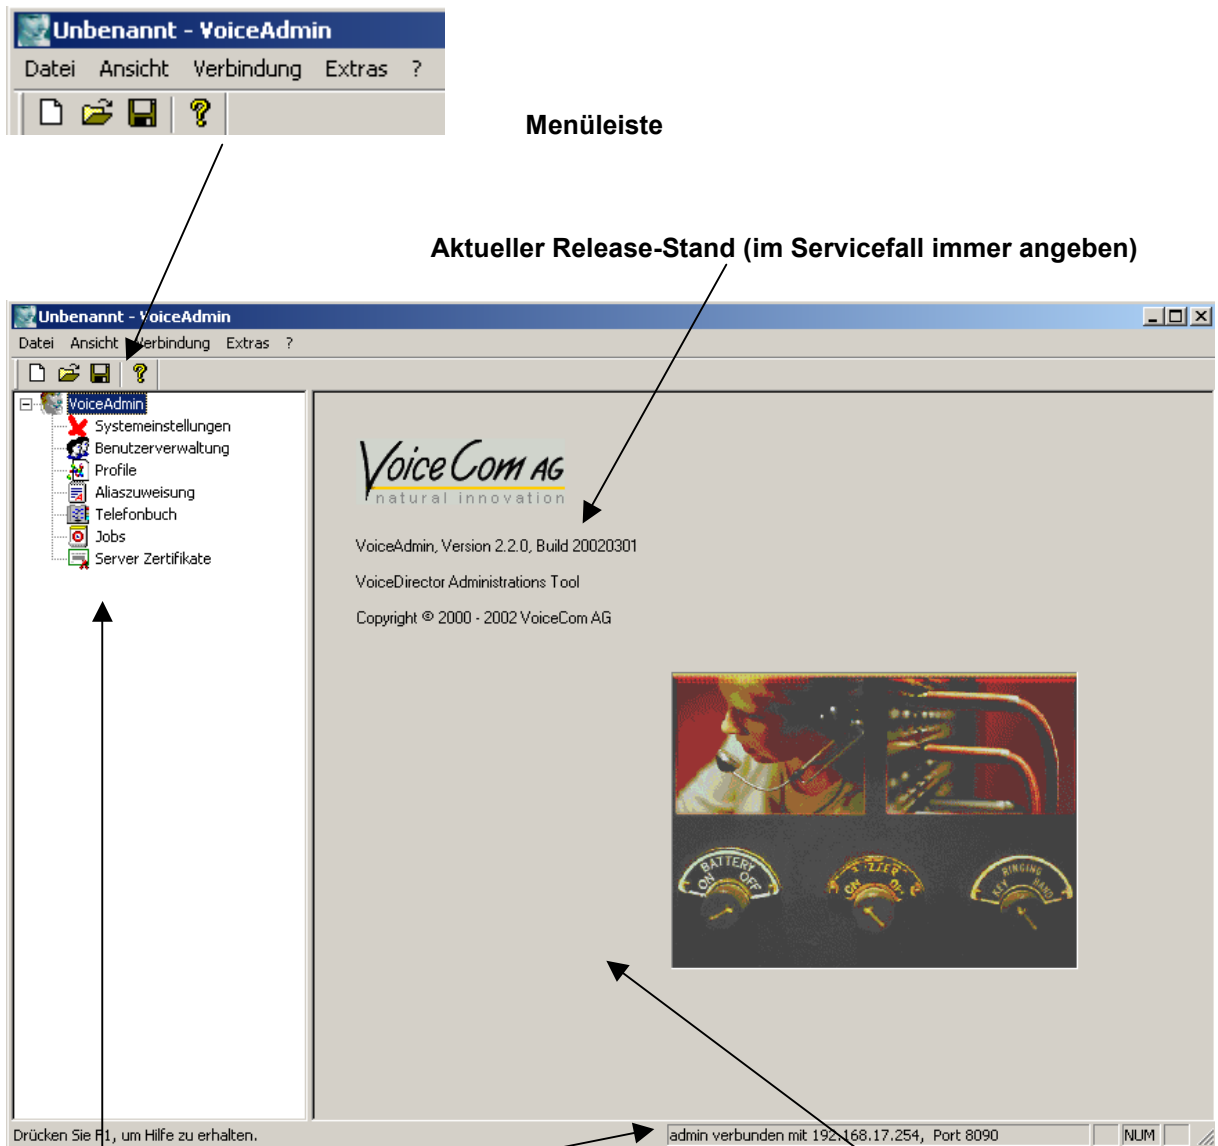 Unbenannt - VoiceAdmin
Datei Ansicht Verbindung Extras ?
Menüleiste
Aktueller Release-Stand (im Servicefall immer angeben)
Unbenannt - VoiceAdmin
Datei Ansicht Verbindung Extras ?
VoiceAdmin
Systemeinstellungen
Benutzerverwaltung
Profile
Aliaszuweisung
Telefonbuch
Jobs
Server Zertifikate
VoiceCom AG
natural innovation
VoiceAdmin, Version 2.2.0, Build 20020301
VoiceDirector Administrations Tool
Copyright © 2000 - 2002 VoiceCom AG
BATTERY
ON OFF
ON
RINGING
KEY HAND
Drücken Sie F1, um Hilfe zu erhalten.
admin verbunden mit 192.168.17.254, Port 8090
NUM